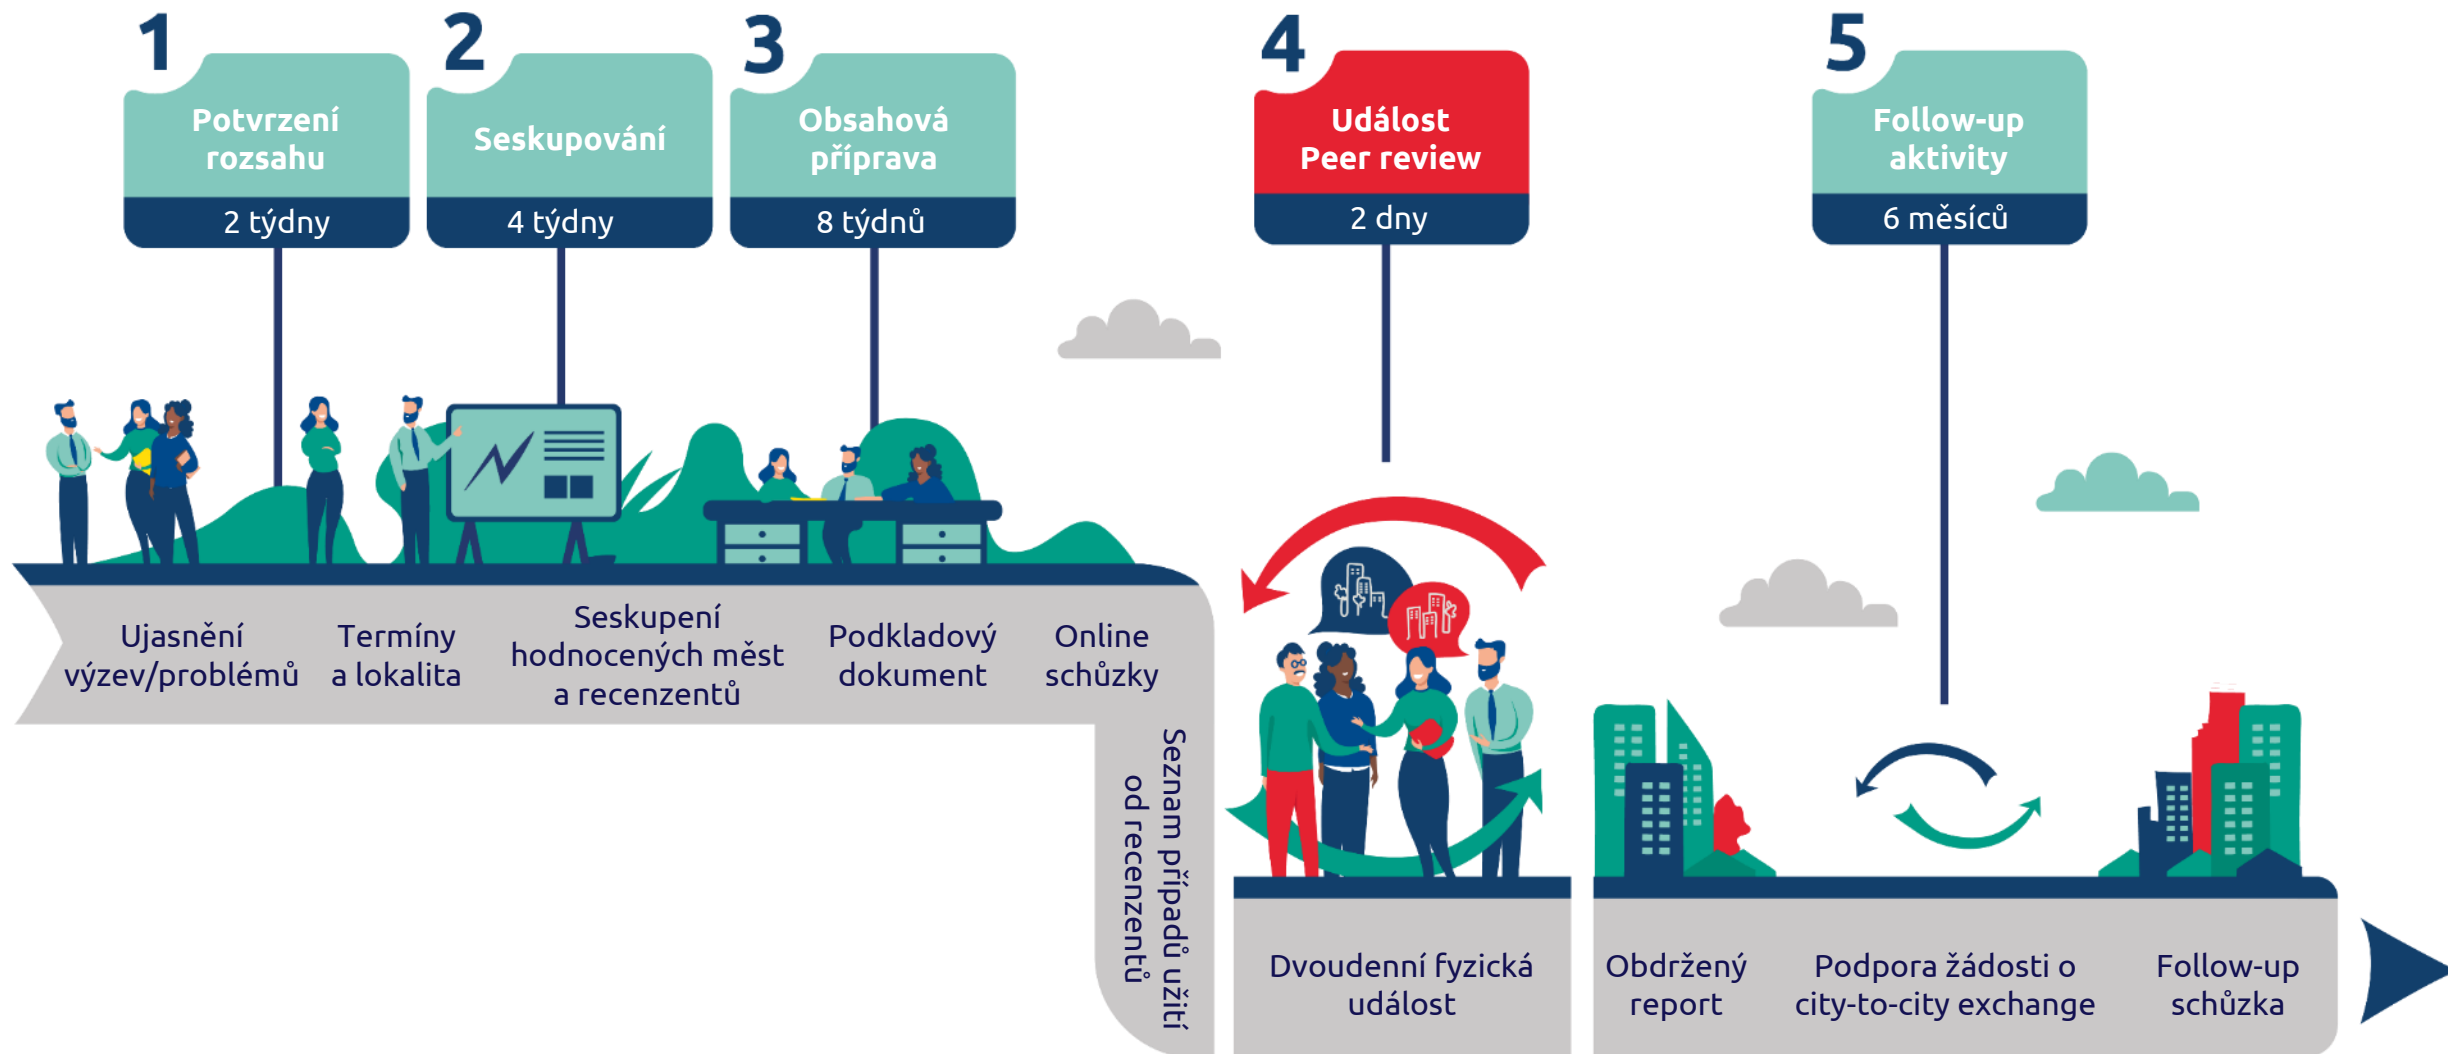 1
Potvrzení
rozsahu
2 týdny
2
Seskupování
4 týdny
3
Obsahová
příprava
8 týdnů
4
Událost
Peer review
2 dny
5
Follow-up
aktivity
6 měsíců
Ujasnění
výzev/problémů
Termíny
a lokalita
Seskupení
hodnocených měst
a recenzentů
Podkladový
dokument
Online
schůzky
Seznam případů užití
od recenzentů
Dvoudenní fyzická
událost
Obdržený
report
Podpora žádosti o
city-to-city exchange
Follow-up
schůzka